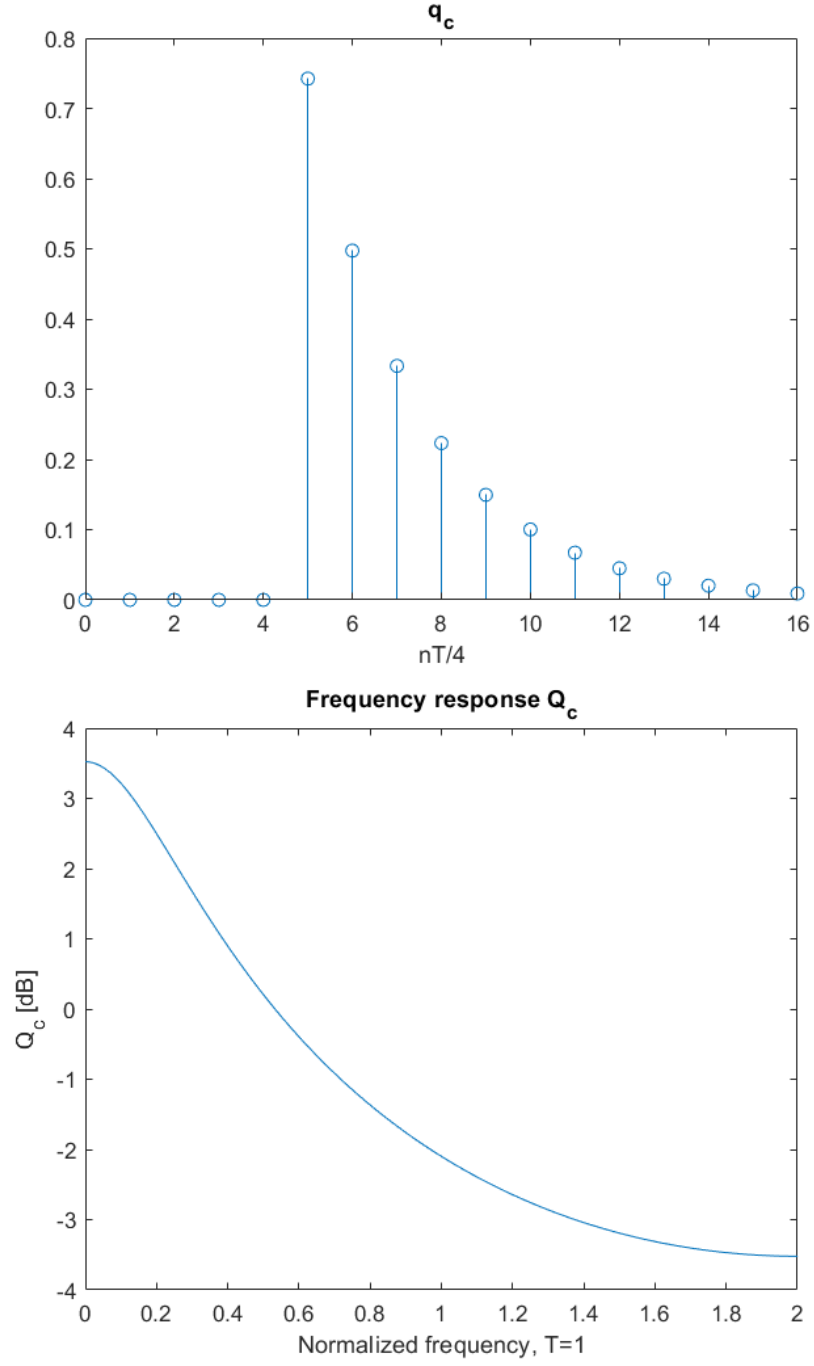 q_c
0.8
0.7
0.6
0.5
0.4
0.3
0.2
0.1
0
0 2 4 6 8 10 12 14 16
nT/4
Frequency response Q_c
4
3
2
1
0
-1
-2
-3
-4
Q_c [dB]
0 0.2 0.4 0.6 0.8 1 1.2 1.4 1.6 1.8 2
Normalized frequency, T=1